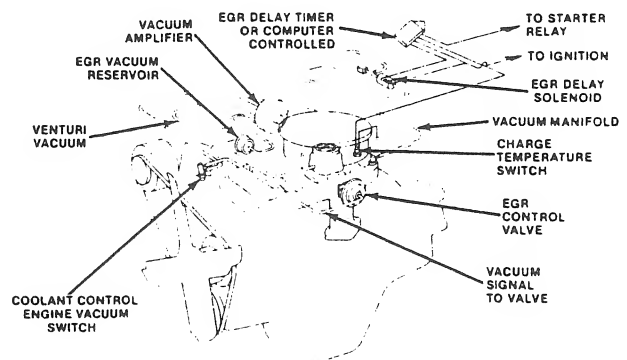 VACUUM
AMPLIFIER
EGR DELAY TIMER
OR COMPUTER
CONTROLLED
TO STARTER
RELAY
EGR VACUUM
RESERVOIR
TO IGNITION
EGR DELAY
SOLENOID
VENTURI
VACUUM
VACUUM MANIFOLD
CHARGE
TEMPERATURE
SWITCH
EGR
CONTROL
VALVE
VACUUM
SIGNAL
TO VALVE
COOLANT CONTROL
ENGINE VACUUM
SWITCH